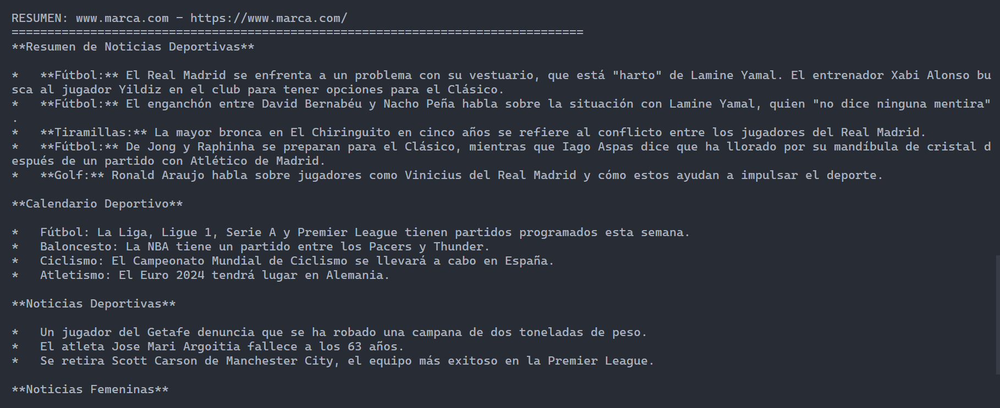 RESUMEN: www.marca.com - https://www.marca.com/
================================================================================
**Resumen de Noticias Deportivas**
*   **Fútbol:** El Real Madrid se enfrenta a un problema con su vestuario, que está "harto" de Lamine Yamal. El entrenador Xabi Alonso bu
sca al jugador Yildiz en el club para tener opciones para el Clásico.
*   **Fútbol:** El enganchón entre David Bernabéu y Nacho Peña habla sobre la situación con Lamine Yamal, quien "no dice ninguna mentira"
.
*   **Tiramillas:** La mayor bronca en El Chiringuito en cinco años se refiere al conflicto entre los jugadores del Real Madrid.
*   **Fútbol:** De Jong y Raphinha se preparan para el Clásico, mientras que Iago Aspas dice que ha llorado por su mandíbula de cristal d
espués de un partido con Atlético de Madrid.
*   **Golf:** Ronald Araujo habla sobre jugadores como Vinicius del Real Madrid y cómo estos ayudan a impulsar el deporte.
**Calendario Deportivo**
*   Fútbol: La Liga, Ligue 1, Serie A y Premier League tienen partidos programados esta semana.
*   Baloncesto: La NBA tiene un partido entre los Pacers y Thunder.
*   Ciclismo: El Campeonato Mundial de Ciclismo se llevará a cabo en España.
*   Atletismo: El Euro 2024 tendrá lugar en Alemania.
**Noticias Deportivas**
*   Un jugador del Getafe denuncia que se ha robado una campana de dos toneladas de peso.
*   El atleta Jose Mari Argoitia fallece a los 63 años.
*   Se retira Scott Carson de Manchester City, el equipo más exitoso en la Premier League.
**Noticias Femeninas**